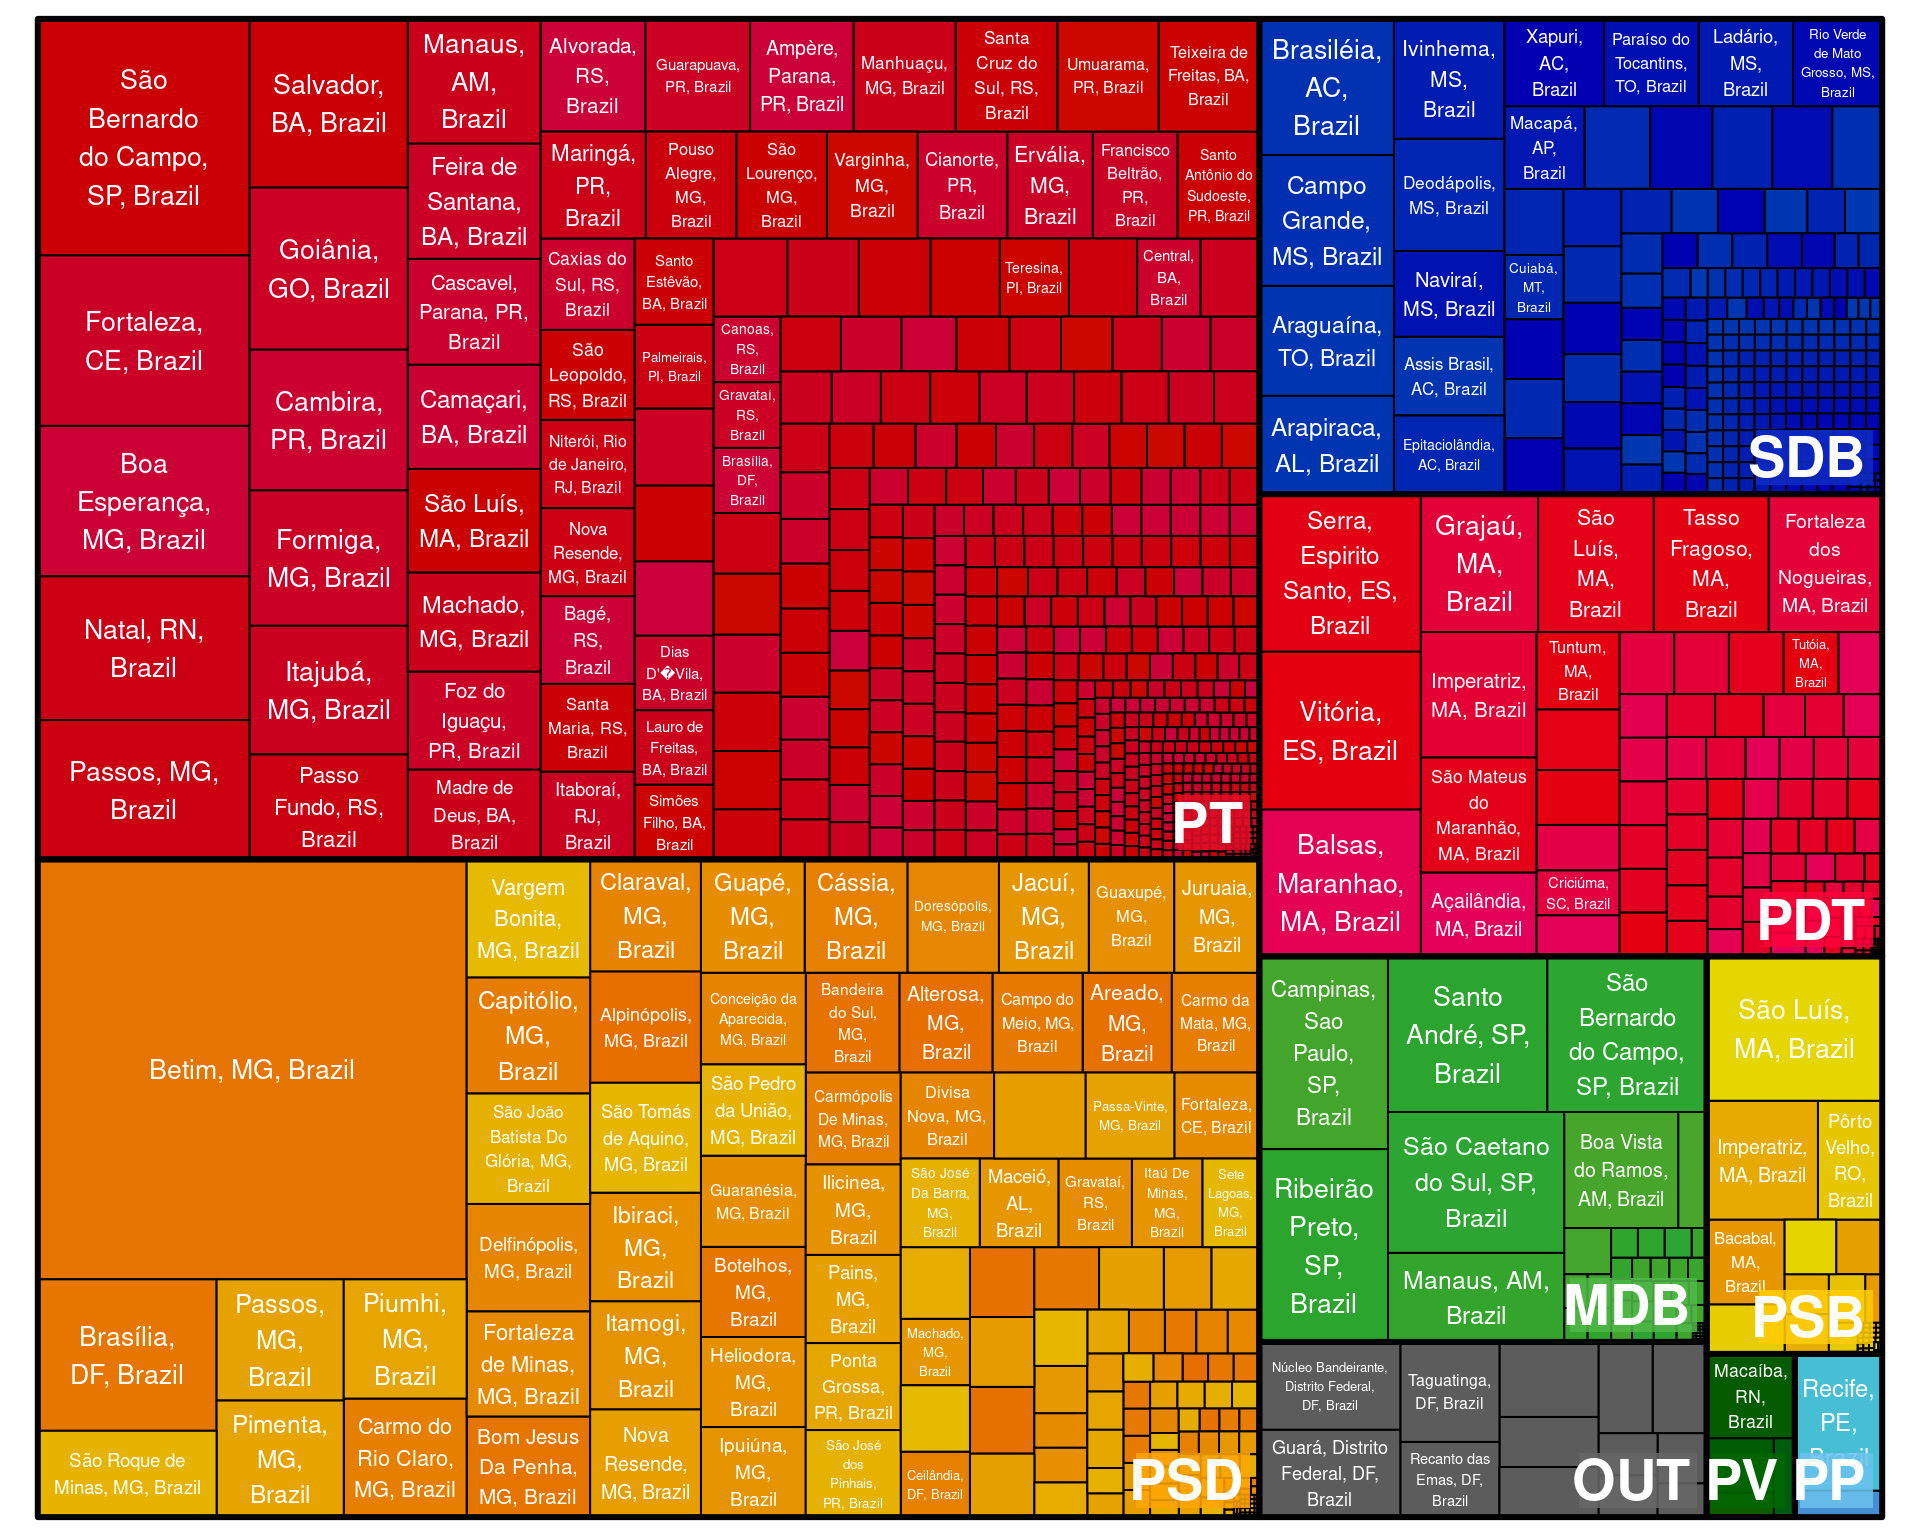 São
Bernardo
do Campo,
SP, Brazil
Fortaleza,
CE, Brazil
Boa
Esperança,
MG, Brazil
Natal, RN,
Brazil
Passos, MG,
Brazil
Salvador,
BA, Brazil
Goiânia,
GO, Brazil
Cambira,
PR, Brazil
Formiga,
MG, Brazil
Itajubá,
MG, Brazil
Passo
Fundo, RS,
Brazil
Manaus,
AM,
Brazil
Feira de
Santana,
BA, Brazil
Cascavel,
Parana, PR,
Brazil
Camaçari,
BA, Brazil
São Luís,
MA, Brazil
Machado,
MG, Brazil
Foz do
Iguaçu,
PR, Brazil
Madre de
Deus, BA,
Brazil
Alvorada,
RS,
Brazil
Guarapuava,
PR, Brazil
Ampère,
Parana,
PR, Brazil
Manhuaçu,
MG, Brazil
Santa
Cruz do
Sul, RS,
Brazil
Umuarama,
PR, Brazil
Teixeira de
Freitas, BA,
Brazil
Maringá,
PR,
Brazil
Pouso
Alegre,
MG,
Brazil
São
Lourenço,
MG,
Brazil
Varginha,
MG,
Brazil
Cianorte,
PR,
Brazil
Ervália,
MG,
Brazil
Francisco
Beltrão,
PR,
Brazil
Santo
Antônio do
Sudoeste,
PR, Brazil
Caxias do
Sul, RS,
Brazil
São
Leopoldo,
RS, Brazil
Niterói, Rio
de Janeiro,
RJ, Brazil
Nova
Resende,
MG, Brazil
Bagé,
RS,
Brazil
Santa
Maria, RS,
Brazil
Itaboraí,
RJ,
Brazil
Santo
Estêvão,
BA, Brazil
Palmeirais,
PI, Brazil
Dias
D'�Vila,
BA, Brazil
Lauro de
Freitas,
BA, Brazil
Simões
Filho, BA,
Brazil
Teresina,
PI, Brazil
Central,
BA,
Brazil
Canoas,
RS,
Brazil
Gravataí,
RS,
Brazil
Brasília,
DF,
Brazil
PT
Brasiléia,
AC,
Brazil
Campo
Grande,
MS, Brazil
Araguaína,
TO, Brazil
Arapiraca,
AL, Brazil
Ivinhema,
MS,
Brazil
Deodápolis,
MS, Brazil
Naviraí,
MS, Brazil
Assis Brasil,
AC, Brazil
Epitaciolândia,
AC, Brazil
Xapuri,
AC,
Brazil
Paraíso do
Tocantins,
TO, Brazil
Ladário,
MS,
Brazil
Rio Verde
de Mato
Grosso, MS,
Brazil
Macapá,
AP,
Brazil
Cuiabá,
MT,
Brazil
SDB
Serra,
Espirito
Santo, ES,
Brazil
Vitória,
ES, Brazil
Balsas,
Maranhao,
MA, Brazil
Grajaú,
MA,
Brazil
São
Luís,
MA,
Brazil
Tasso
Fragoso,
MA,
Brazil
Fortaleza
dos
Nogueiras,
MA, Brazil
Imperatriz,
MA, Brazil
São Mateus
do
Maranhão,
MA, Brazil
Açailândia,
MA, Brazil
Tuntum,
MA,
Brazil
Tutóia,
MA,
Brazil
Criciúma,
SC, Brazil
PDT
Betim, MG, Brazil
Brasília,
DF, Brazil
São Roque de
Minas, MG, Brazil
Passos,
MG,
Brazil
Pimenta,
MG,
Brazil
Piumhi,
MG,
Brazil
Carmo do
Rio Claro,
MG, Brazil
Vargem
Bonita,
MG, Brazil
Capitólio,
MG,
Brazil
São João
Batista Do
Glória, MG,
Brazil
Delfinópolis,
MG, Brazil
Fortaleza
de Minas,
MG, Brazil
Bom Jesus
Da Penha,
MG, Brazil
Claraval,
MG,
Brazil
Alpinópolis,
MG, Brazil
São Tomás
de Aquino,
MG, Brazil
Ibiraci,
MG,
Brazil
Itamogi,
MG,
Brazil
Nova
Resende,
MG, Brazil
Guapé,
MG,
Brazil
Conceição da
Aparecida,
MG, Brazil
São Pedro
da União,
MG, Brazil
Guaranésia,
MG, Brazil
Botelhos,
MG,
Brazil
Heliodora,
MG,
Brazil
Ipuiúna,
MG,
Brazil
Cássia,
MG,
Brazil
Doresópolis,
MG, Brazil
Jacuí,
MG,
Brazil
Guaxupé,
MG,
Brazil
Juruaia,
MG,
Brazil
Bandeira
do Sul,
MG,
Brazil
Alterosa,
MG,
Brazil
Campo do
Meio, MG,
Brazil
Areado,
MG,
Brazil
Carmo da
Mata, MG,
Brazil
Carmópolis
De Minas,
MG, Brazil
Divisa
Nova, MG,
Brazil
Passa-Vinte,
MG, Brazil
Fortaleza,
CE, Brazil
Ilicinea,
MG,
Brazil
São José
Da Barra,
MG,
Brazil
Maceió,
AL,
Brazil
Gravataí,
RS,
Brazil
Itaú De
Minas,
MG,
Brazil
Sete
Lagoas,
MG,
Brazil
Pains,
MG,
Brazil
Ponta
Grossa,
PR, Brazil
São José
dos
Pinhais,
PR, Brazil
Machado,
MG,
Brazil
Ceilândia,
DF, Brazil
PSD
Campinas,
Sao
Paulo,
SP,
Brazil
Ribeirão
Preto,
SP,
Brazil
Santo
André, SP,
Brazil
São
Bernardo
do Campo,
SP, Brazil
São Caetano
do Sul, SP,
Brazil
Manaus, AM,
Brazil
Boa Vista
do Ramos,
AM, Brazil
MDB
São Luís,
MA, Brazil
Imperatriz,
MA, Brazil
Pôrto
Velho,
RO,
Brazil
Bacabal,
MA,
Brazil
PSB
Núcleo Bandeirante,
Distrito Federal,
DF, Brazil
Guará, Distrito
Federal, DF,
Brazil
Taguatinga,
DF, Brazil
Recanto das
Emas, DF,
Brazil
OUT
Macaíba,
RN,
Brazil
PV
Recife,
PE,
Brazil
PP